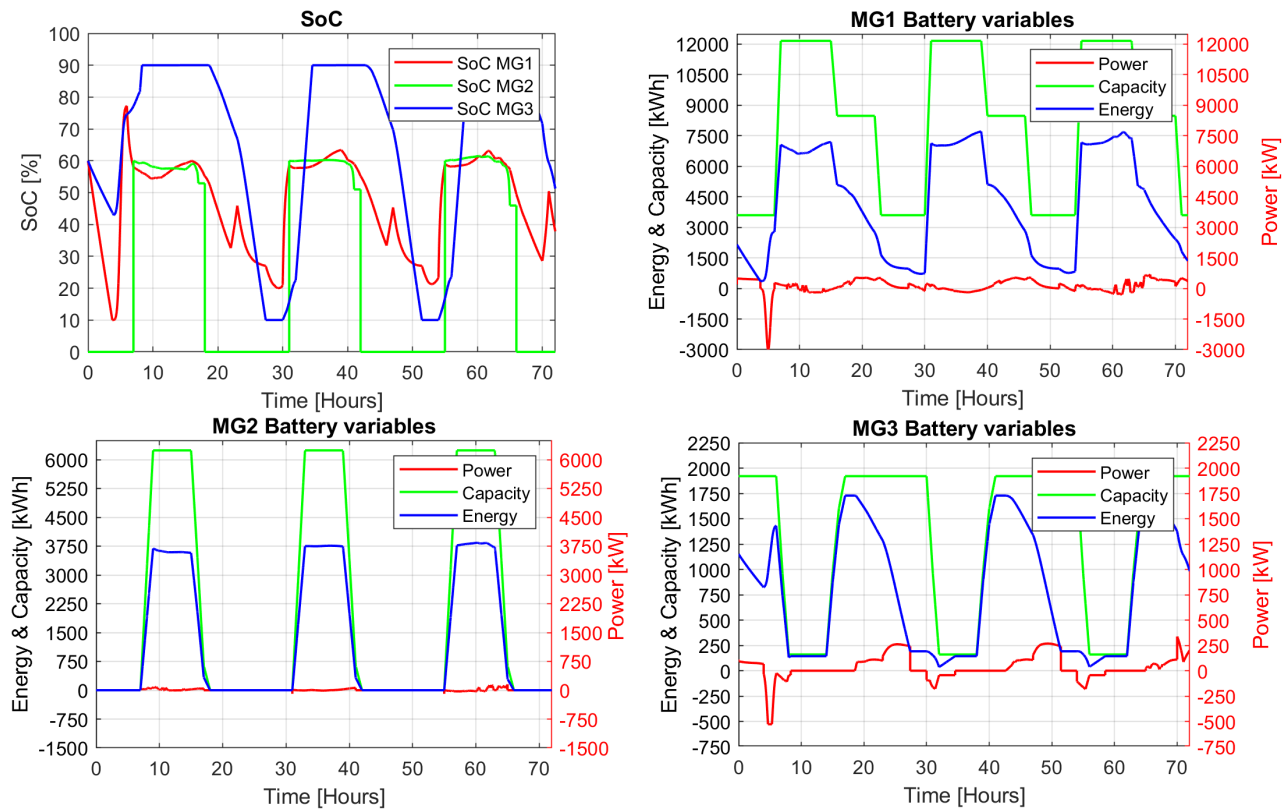 SoC
SoC [%]
100
90
80
70
60
50
40
30
20
10
0
SoC MG1
SoC MG2
SoC MG3
0 10 20 30 40 50 60 70
Time [Hours]
MG1 Battery variables
Energy & Capacity [kWh]
12000
10500
9000
7500
6000
4500
3000
1500
0
-1500
-3000
Power
Capacity
Energy
12000
10500
9000
7500
6000
4500
3000
1500
0
-1500
-3000
Power [kW]
0 10 20 30 40 50 60 70
Time [Hours]
MG2 Battery variables
Energy & Capacity [kWh]
6000
5250
4500
3750
3000
2250
1500
750
0
-750
-1500
Power
Capacity
Energy
6000
5250
4500
3750
3000
2250
1500
750
0
-750
-1500
Power [kW]
0 10 20 30 40 50 60 70
Time [Hours]
MG3 Battery variables
Energy & Capacity [kWh]
2250
2000
1750
1500
1250
1000
750
500
250
0
-250
-500
-750
Power
Capacity
Energy
2250
2000
1750
1500
1250
1000
750
500
250
0
-250
-500
-750
Power [kW]
0 10 20 30 40 50 60 70
Time [Hours]